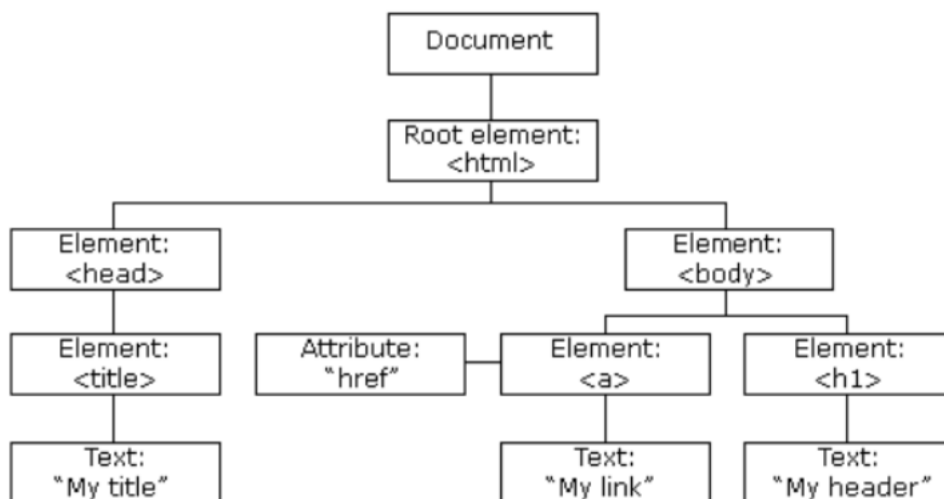 Document
Root element:
<html>
Element:
<head>
Element:
<body>
Element:
<title>
Attribute:
“href”
Element:
<a>
Element:
<h1>
Text:
“My title”
Text:
“My link”
Text:
“My header”